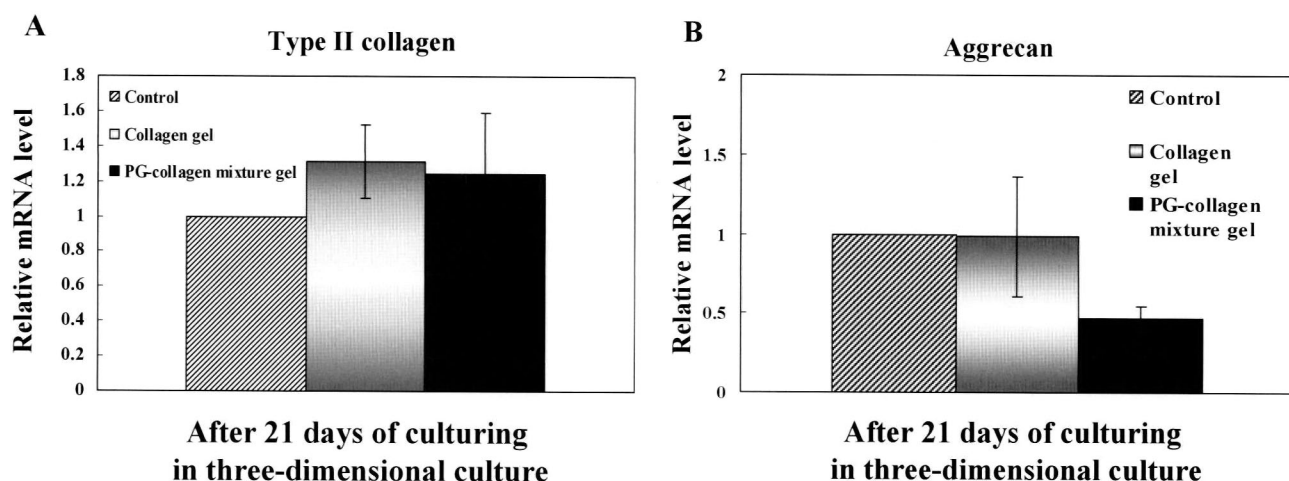 A
Type II collagen
Relative mRNA level
1.8
1.6
1.4
1.2
1
0.8
0.6
0.4
0.2
0
Control
Collagen gel
PG-collagen mixture gel
After 21 days of culturing
in three-dimensional culture
B
Aggrecan
Relative mRNA level
2
1.5
1
0.5
0
Control
Collagen
gel
PG-collagen
mixture gel
After 21 days of culturing
in three-dimensional culture